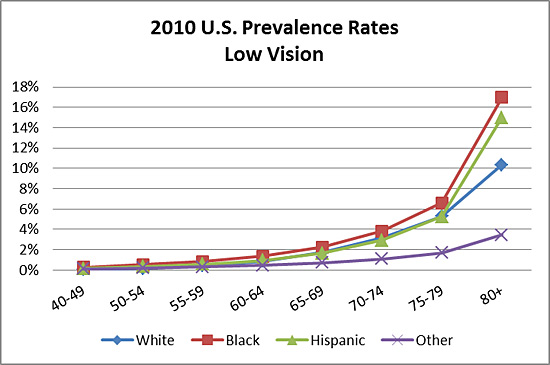 2010 U.S. Prevalence Rates
Low Vision
18%
16%
14%
12%
10%
8%
6%
4%
2%
0%
40-49 50-54 55-59 60-64 65-69 70-74 75-79 80+
White Black Hispanic Other